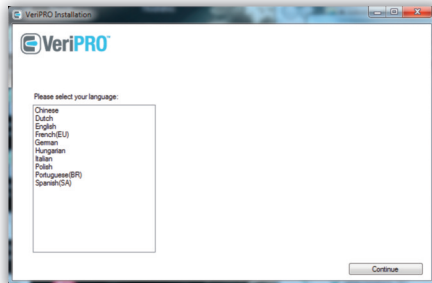 VeriPRO Installation
VeriPRO™
Please select your language:
Chinese
Dutch
English
French(EU)
German
Hungarian
Italian
Polish
Portuguese(BR)
Spanish(SA)
Continue